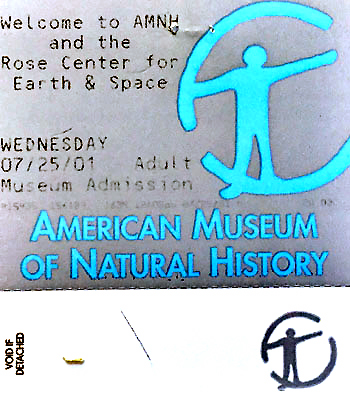 Welcome to AMNH
and the
Rose Center for
Earth & Space
WEDNESDAY
07/25/01 Adult
Museum Admission
AMERICAN MUSEUM
OF NATURAL HISTORY
VOID IF
DETACHED